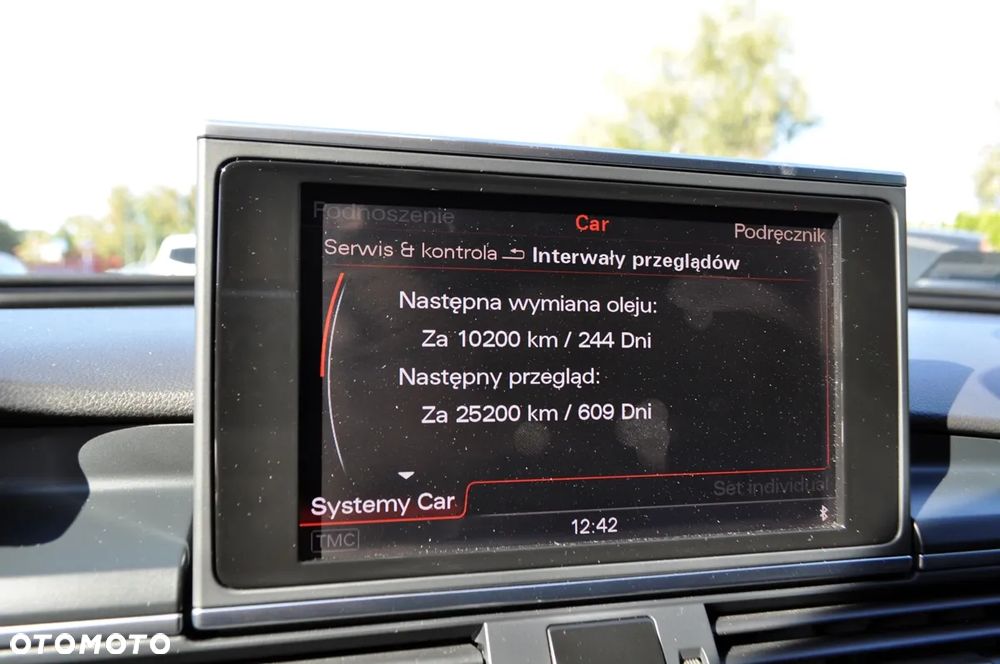 Podnoszenie
Car
Podręcznik
Serwis & kontrola Interwały przeglądów
Następna wymiana oleju:
Za 10200 km / 244 Dni
Następny przegląd:
Za 25200 km / 609 Dni
Set individual
Systemy Car
12:42
TMC
OTOMOTO